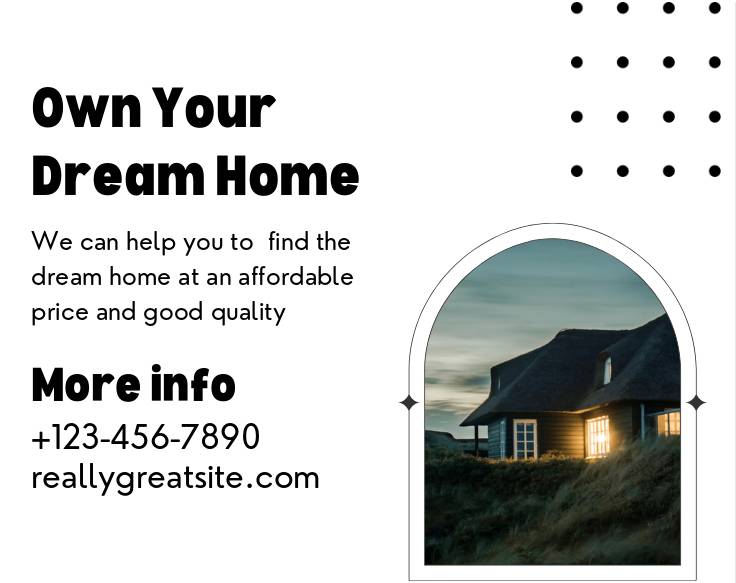 Own Your
Dream Home
We can help you to  find the
dream home at an affordable
price and good quality
More info
+123-456-7890
reallygreatsite.com